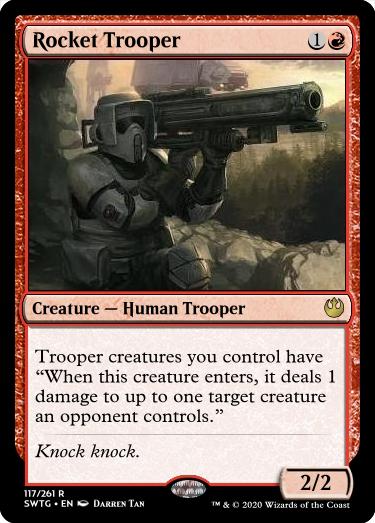 Rocket Trooper 1
Creature — Human Trooper
Trooper creatures you control have
“When this creature enters, it deals 1
damage to up to one target creature
an opponent controls.”
Knock knock.
2/2
117/261 R
SWTG • EN Darren Tan
™ & © 2020 Wizards of the Coast